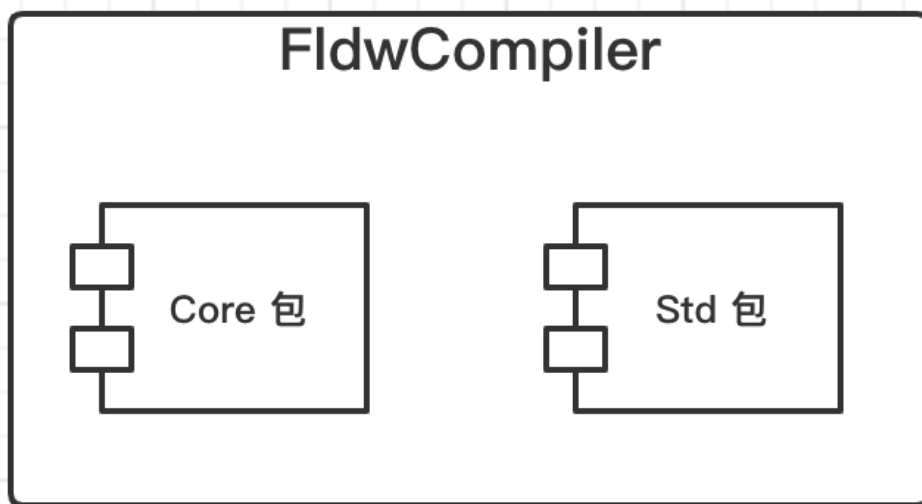 FldwCompiler
Core 包
Std 包